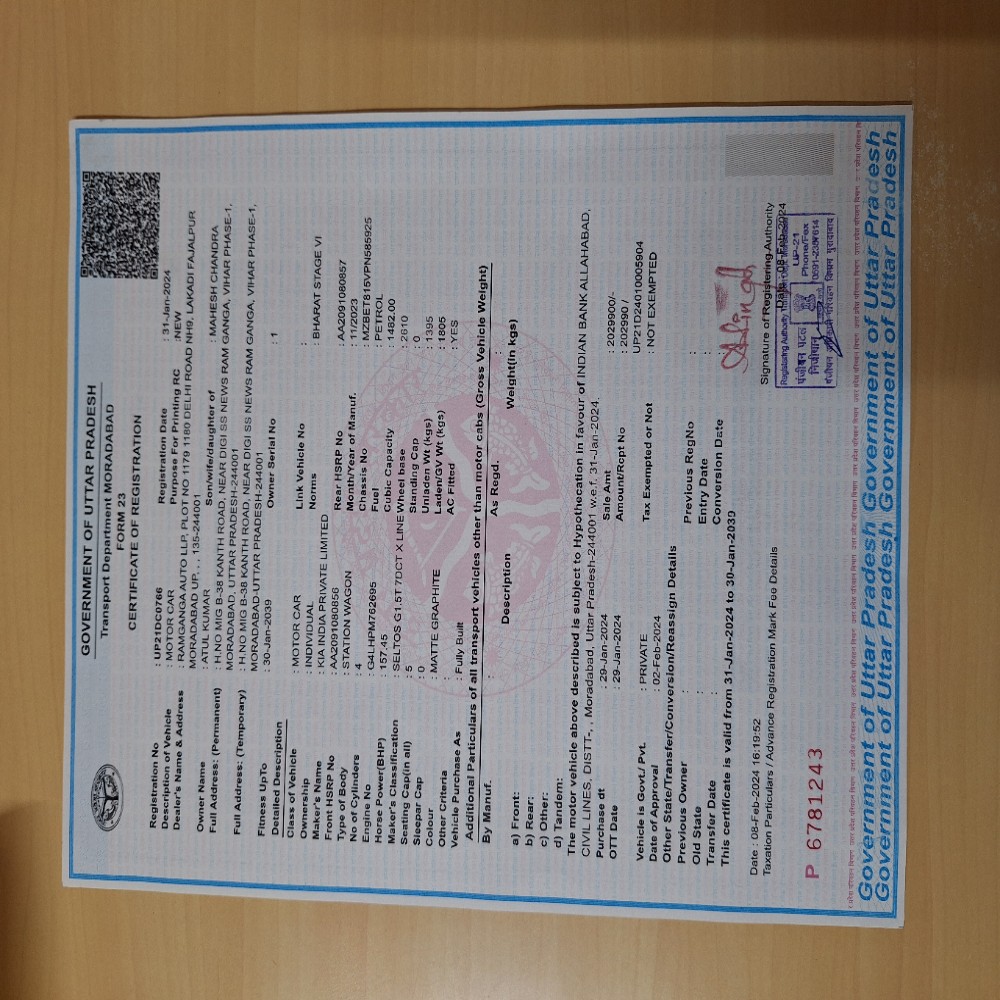 GOVERNMENT OF UTTAR PRADESH
Transport Department MORADABAD
FORM 23
CERTIFICATE OF REGISTRATION
Registration No : UP21DC0766 Registration Date : 31-Jan-2024
Description of Vehicle : MOTOR CAR Purpose For Printing RC : NEW
Dealer's Name & Address : RAMGANGA AUTO LLP, PLOT NO 1179 1180 DELHI ROAD NH9, LAKADI FAJALPUR
MORADABAD UP, , , 135-244001
Owner Name : ATUL KUMAR Son/wife/daughter of : MAHESH CHANDRA
Full Address: (Permanent) : H.NO MIG B-38 KANTH ROAD, NEAR DIGI SS NEWS RAM GANGA, VIHAR PHASE-1,
MORADABAD, UTTAR PRADESH-244001
Full Address: (Temporary) : H.NO MIG B-38 KANTH ROAD, NEAR DIGI SS NEWS RAM GANGA, VIHAR PHASE-1,
MORADABAD-UTTAR PRADESH-244001
Fitness UpTo : 30-Jan-2039 Owner Serial No : 1
Detailed Description
Class of Vehicle : MOTOR CAR Link Vehicle No :
Ownership : INDIVIDUAL Norms : BHARAT STAGE VI
Maker's Name : KIA INDIA PRIVATE LIMITED
Front HSRP No : AA2091080856 Rear HSRP No : AA2091080857
Type of Body : STATION WAGON Month/Year of Manuf. : 11/2023
No of Cylinders : 4 Chassis No : MZBET815VPN585925
Engine No : G4LHPM762695 Fuel : PETROL
Horse Power(BHP) : 157.45 Cubic Capacity : 1482.00
Maker's Classification : SELTOS G1.5T 7DCT X LINE Wheel base : 2610
Seating Cap(in all) : 5 Standing Cap : 0
Sleepar Cap : 0 Unladen Wt (kgs) : 1395
Colour : MATTE GRAPHITE Laden/GV Wt (kgs) : 1805
Other Criteria : AC Fitted : YES
Vehicle Purchase As : Fully Built
Additional Particulars of all transport vehicles other than motor cabs (Gross Vehicle Weight)
By Manuf. : As Regd. :
Description Weight(in kgs)
a) Front:
b) Rear:
c) Other:
d) Tandem:
The motor vehicle above described is subject to Hypothecation in favour of INDIAN BANK ALLAHABAD,
CIVIL LINES, DISTT-, , Moradabad, Uttar Pradesh-244001 w.e.f. 31-Jan-2024.
Purchase dt : 29-Jan-2024 Sale Amt : 2029900/-
OTT Date : 29-Jan-2024 Amount/Rcpt No : 202990 /
UP21D24010005904
Vehicle is Govt./ Pvt. : PRIVATE Tax Exempted or Not : NOT EXEMPTED
Date of Approval : 02-Feb-2024
Other State/Transfer/Conversion/Reassign Details
Previous Owner : Previous RegNo :
Old State : Entry Date :
Transfer Date : Conversion Date
This certificate is valid from 31-Jan-2024 to 30-Jan-2039
Date : 08-Feb-2024 16:19:52
Taxation Particulars / Advance Registration Mark Fee Details
Signature of Registering Authority
Date : 08-Feb-2024
UP-21
Phone/Fex
P 6781243
Government of Uttar Pradesh Government of Uttar Pradesh
Government of Uttar Pradesh Government of Uttar Pradesh